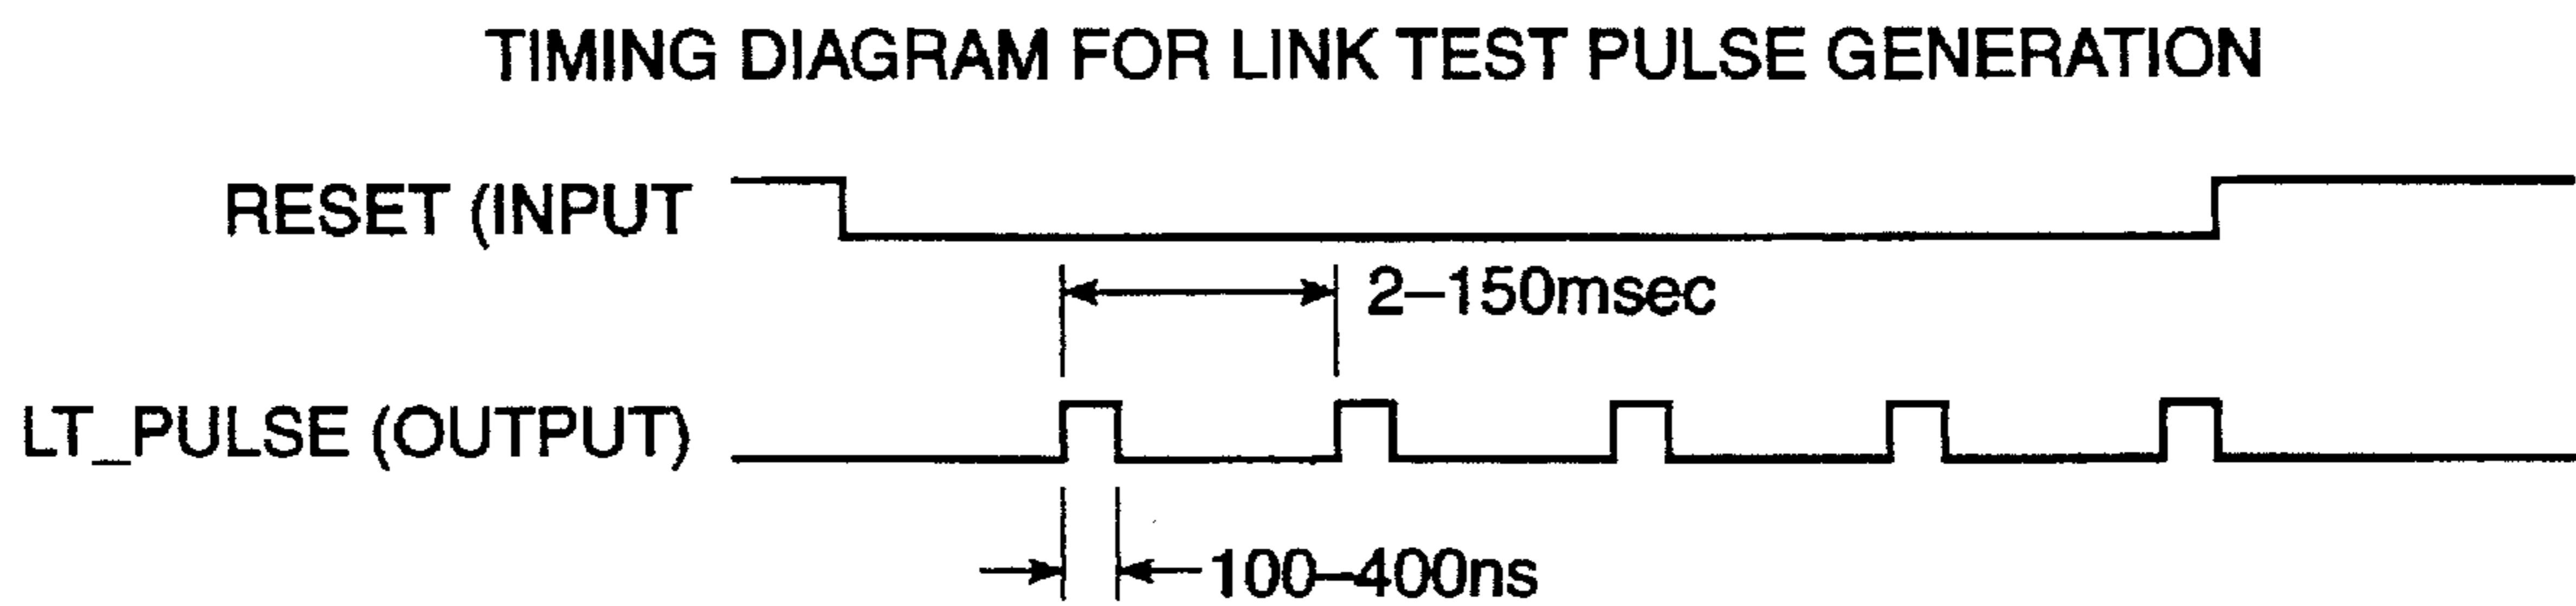 TIMING DIAGRAM FOR LINK TEST PULSE GENERATION
RESET (INPUT
2–150msec
LT_PULSE (OUTPUT)
100–400ns